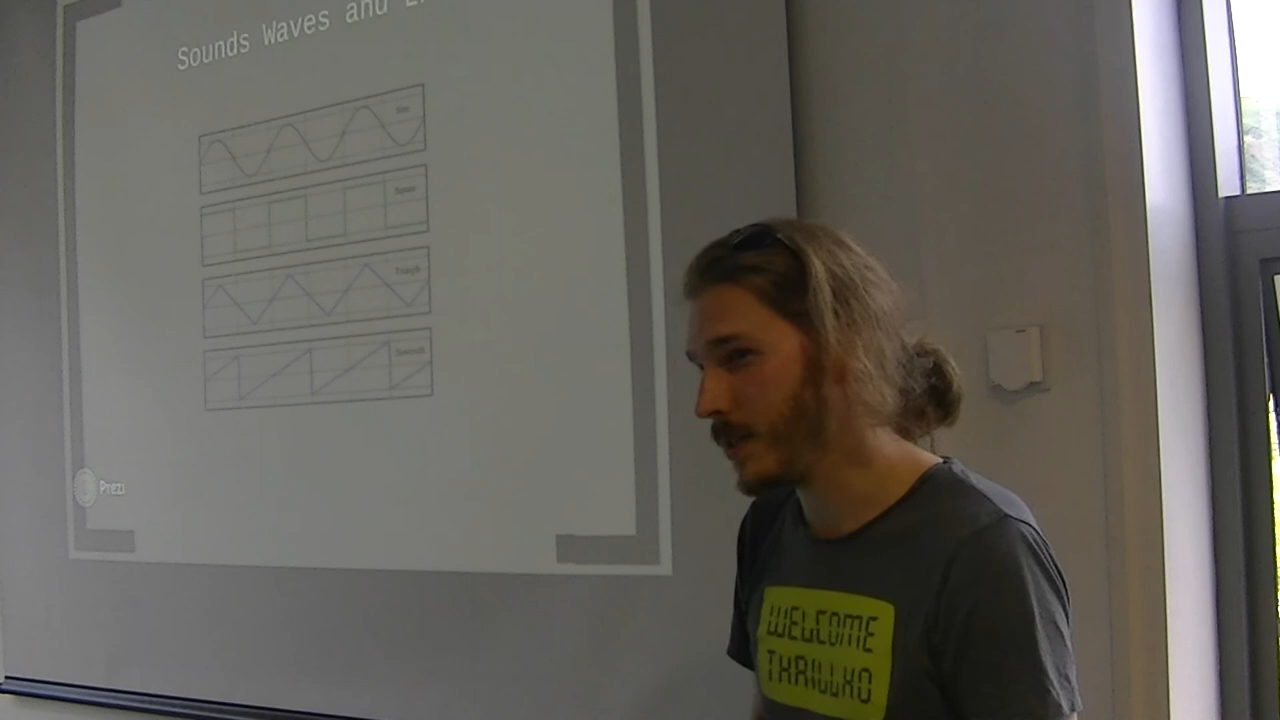 Sounds Waves and
Sine
Square
Triangle
Sawtooth
Prezi
WELCOME
THRILLHO